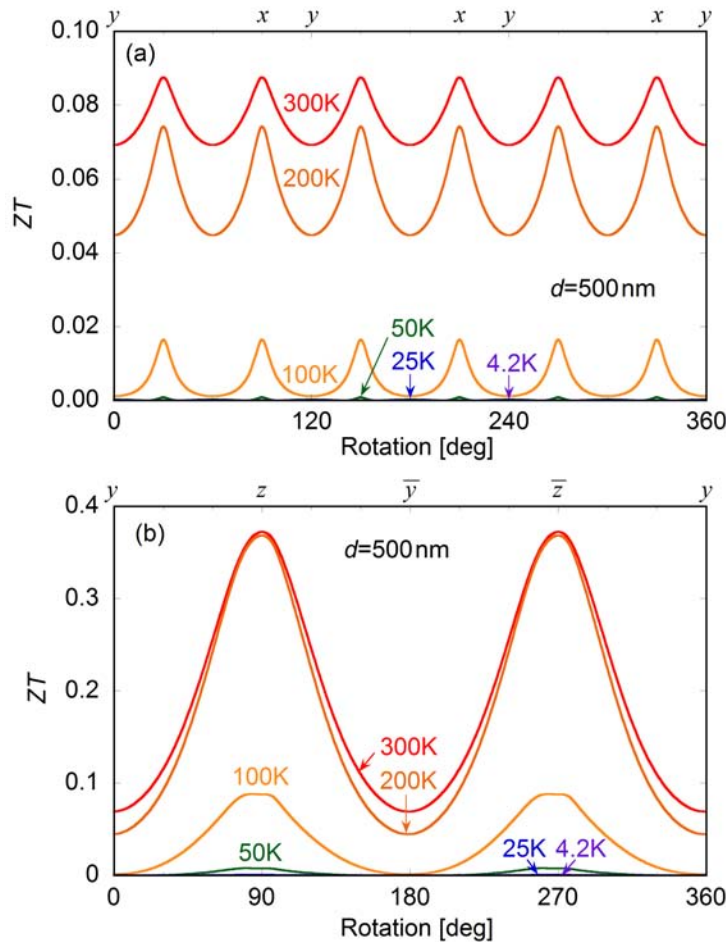 y x y x y x y
0.10
(a)
300K
0.08
200K
0.06
ZT
0.04
d=500nm
50K
0.02
100K
25K
4.2K
0.00
0 120 240 360
Rotation [deg]
y z y̅ z̅ y
0.4
(b)
d=500nm
0.3
ZT
0.2
300K
100K
200K
0.1
50K
25K
4.2K
0
0 90 180 270 360
Rotation [deg]